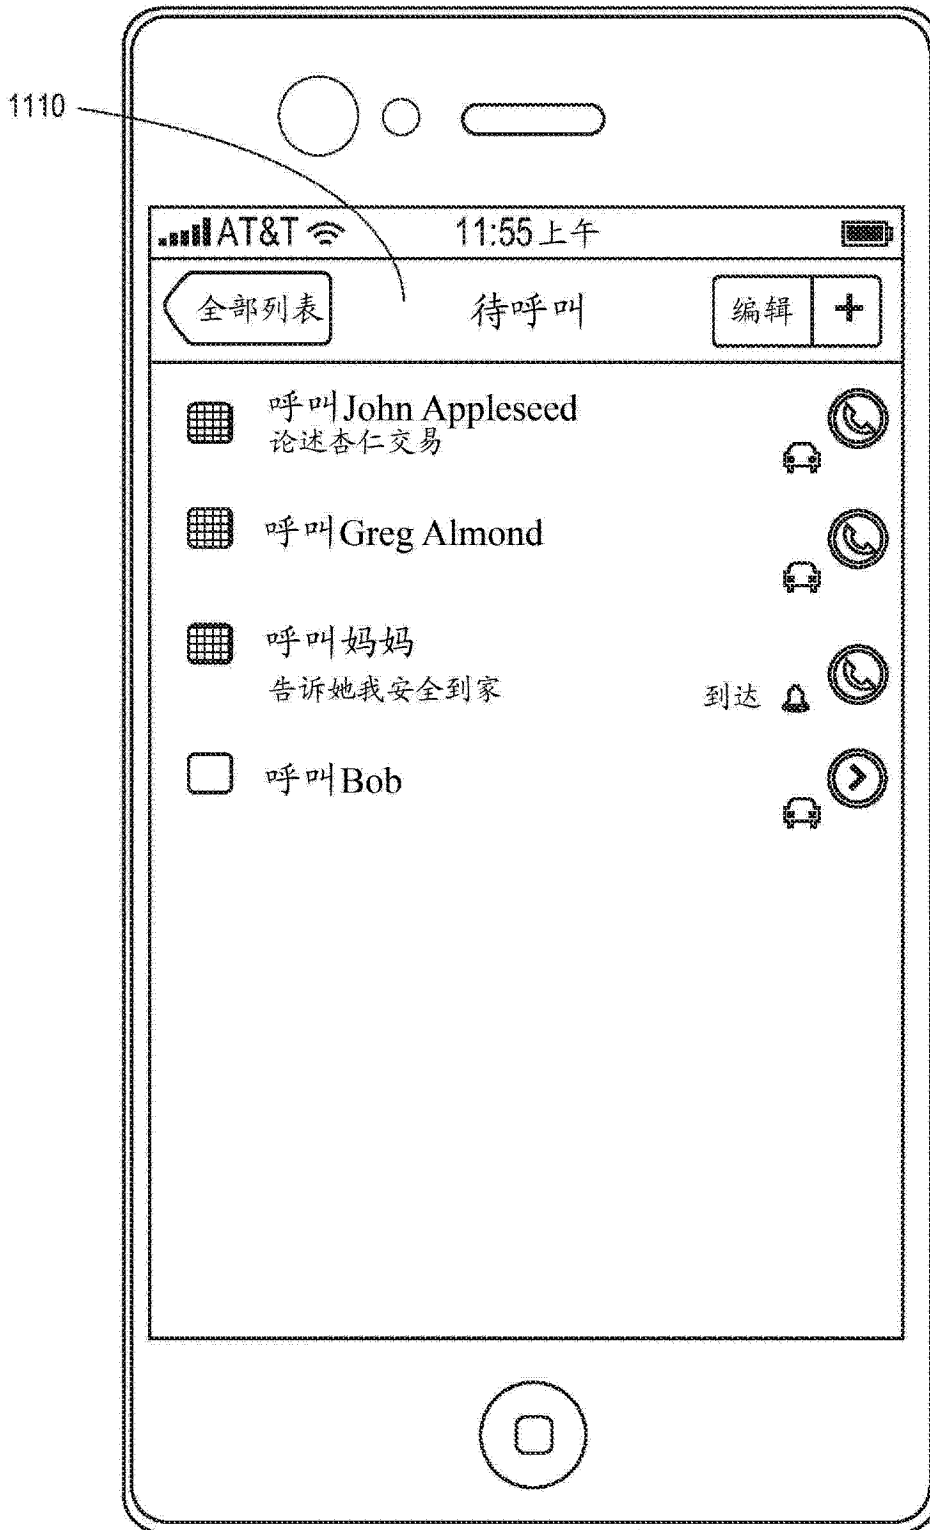 1110
AT&T 11:55上午
全部列表 待呼叫 编辑 +
呼叫John Appleseed
论述杏仁交易
呼叫Greg Almond
呼叫妈妈
告诉她我安全到家 到达
呼叫Bob